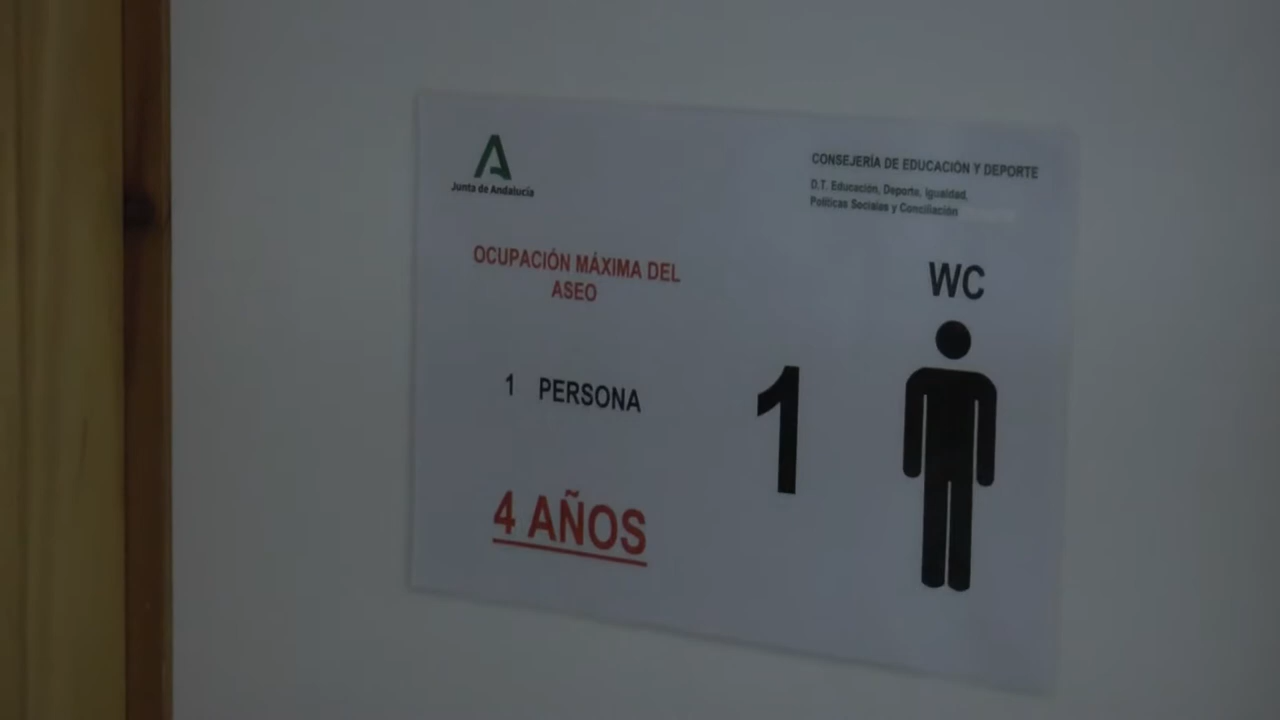 Junta de Andalucía
CONSEJERÍA DE EDUCACIÓN Y DEPORTE
D.T. Educación, Deporte, Igualdad,
Políticas Sociales y Conciliación
OCUPACIÓN MÁXIMA DEL
ASEO
1 PERSONA
4 AÑOS
1
WC